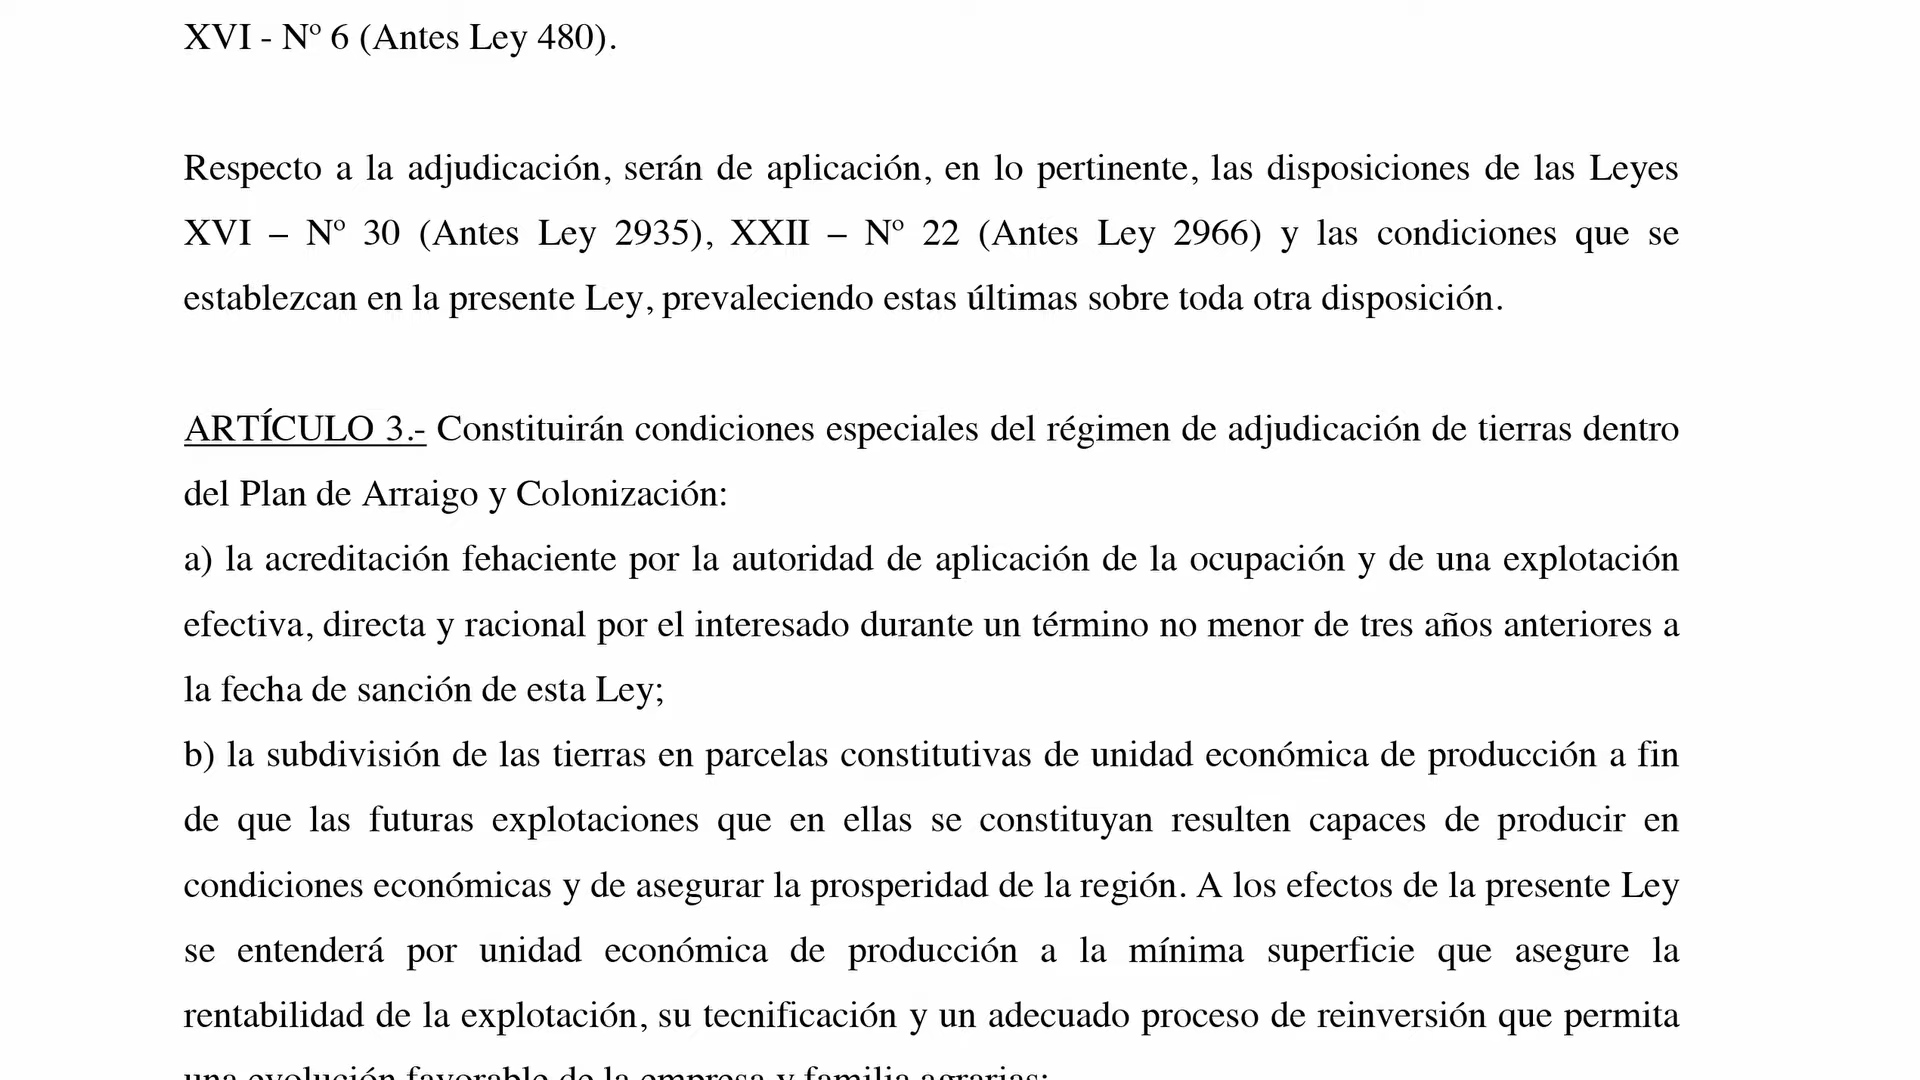 XVI - Nº 6 (Antes Ley 480).
Respecto a la adjudicación, serán de aplicación, en lo pertinente, las disposiciones de las Leyes
XVI – Nº 30 (Antes Ley 2935), XXII – Nº 22 (Antes Ley 2966) y las condiciones que se
establezcan en la presente Ley, prevaleciendo estas últimas sobre toda otra disposición.
ARTÍCULO 3.- Constituirán condiciones especiales del régimen de adjudicación de tierras dentro
del Plan de Arraigo y Colonización:
a) la acreditación fehaciente por la autoridad de aplicación de la ocupación y de una explotación
efectiva, directa y racional por el interesado durante un término no menor de tres años anteriores a
la fecha de sanción de esta Ley;
b) la subdivisión de las tierras en parcelas constitutivas de unidad económica de producción a fin
de que las futuras explotaciones que en ellas se constituyan resulten capaces de producir en
condiciones económicas y de asegurar la prosperidad de la región. A los efectos de la presente Ley
se entenderá por unidad económica de producción a la mínima superficie que asegure la
rentabilidad de la explotación, su tecnificación y un adecuado proceso de reinversión que permita
una evolución favorable de la empresa y familia agrarias;